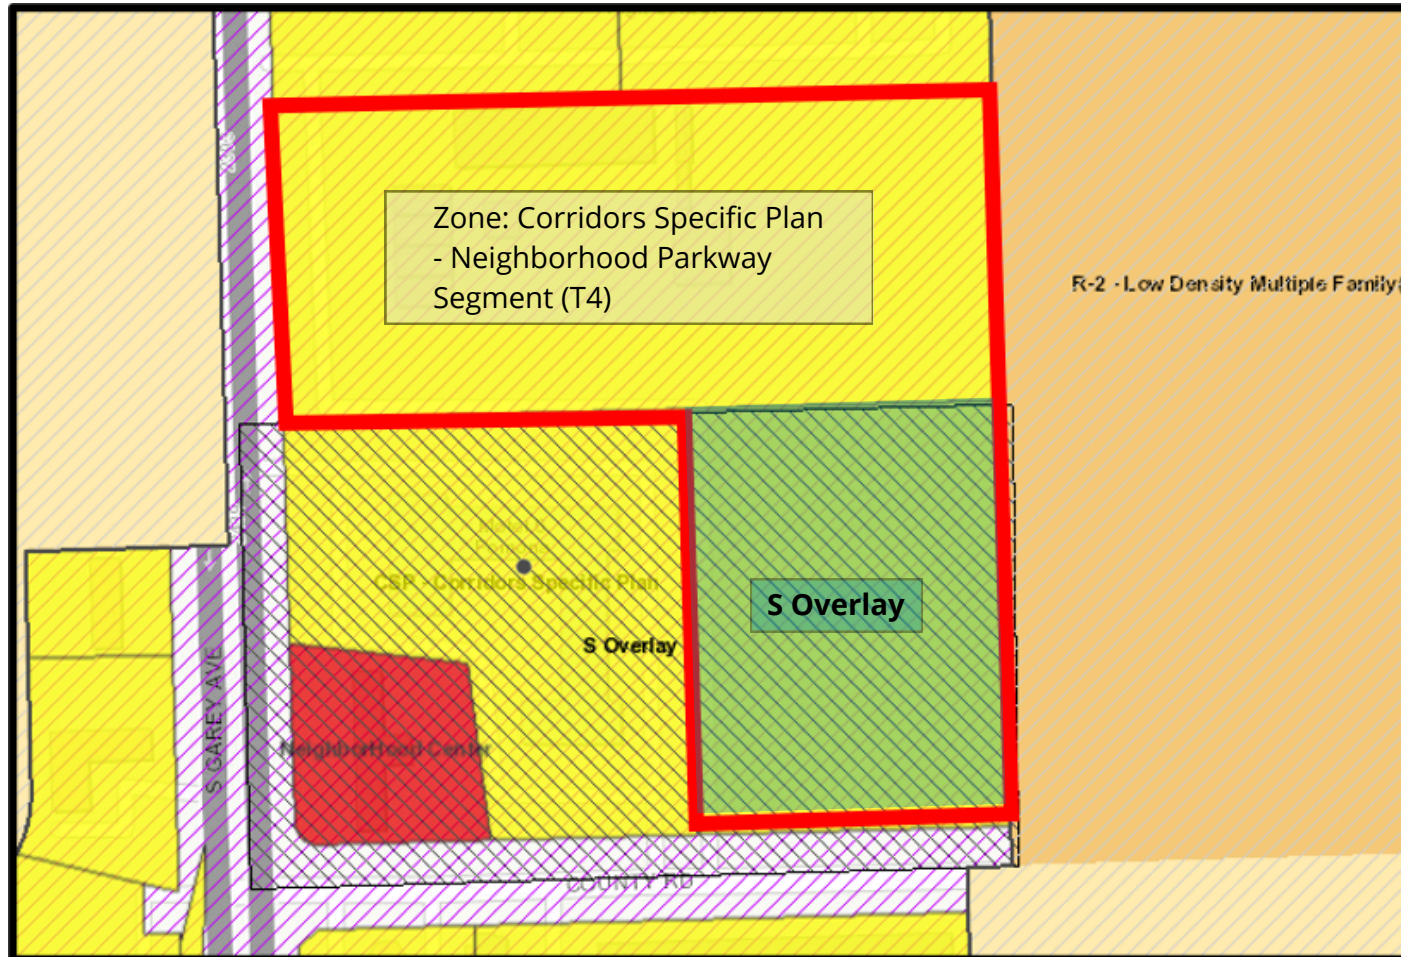 Zone: Corridors Specific Plan
- Neighborhood Parkway
Segment (T4)
R-2 - Low Density Multiple Family
CSP - Corridors Specific Plan
S Overlay
S Overlay
Neighborhood Center
S GAREY AVE
COUNTY RD